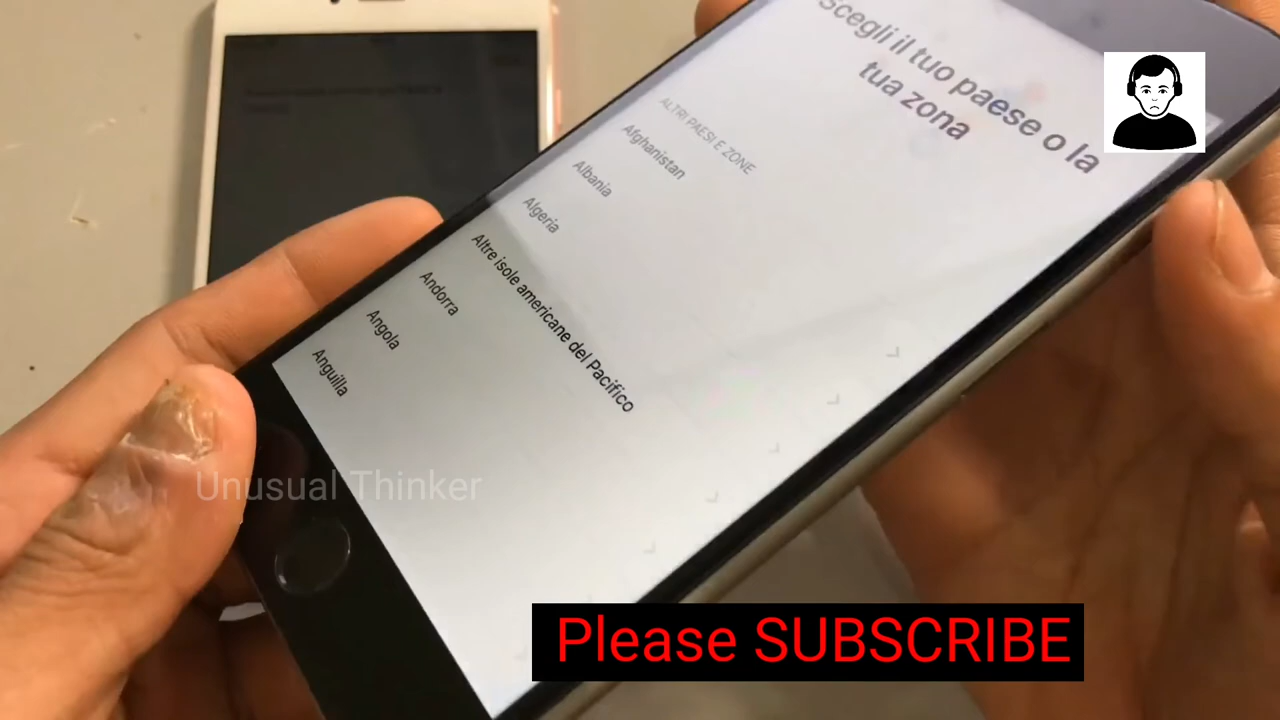 Scegli il tuo paese o la
tua zona
ALTRI PAESI E ZONE
Afghanistan
Albania
Algeria
Altre isole americane del Pacifico
Andorra
Angola
Anguilla
Unusual Thinker
Please SUBSCRIBE